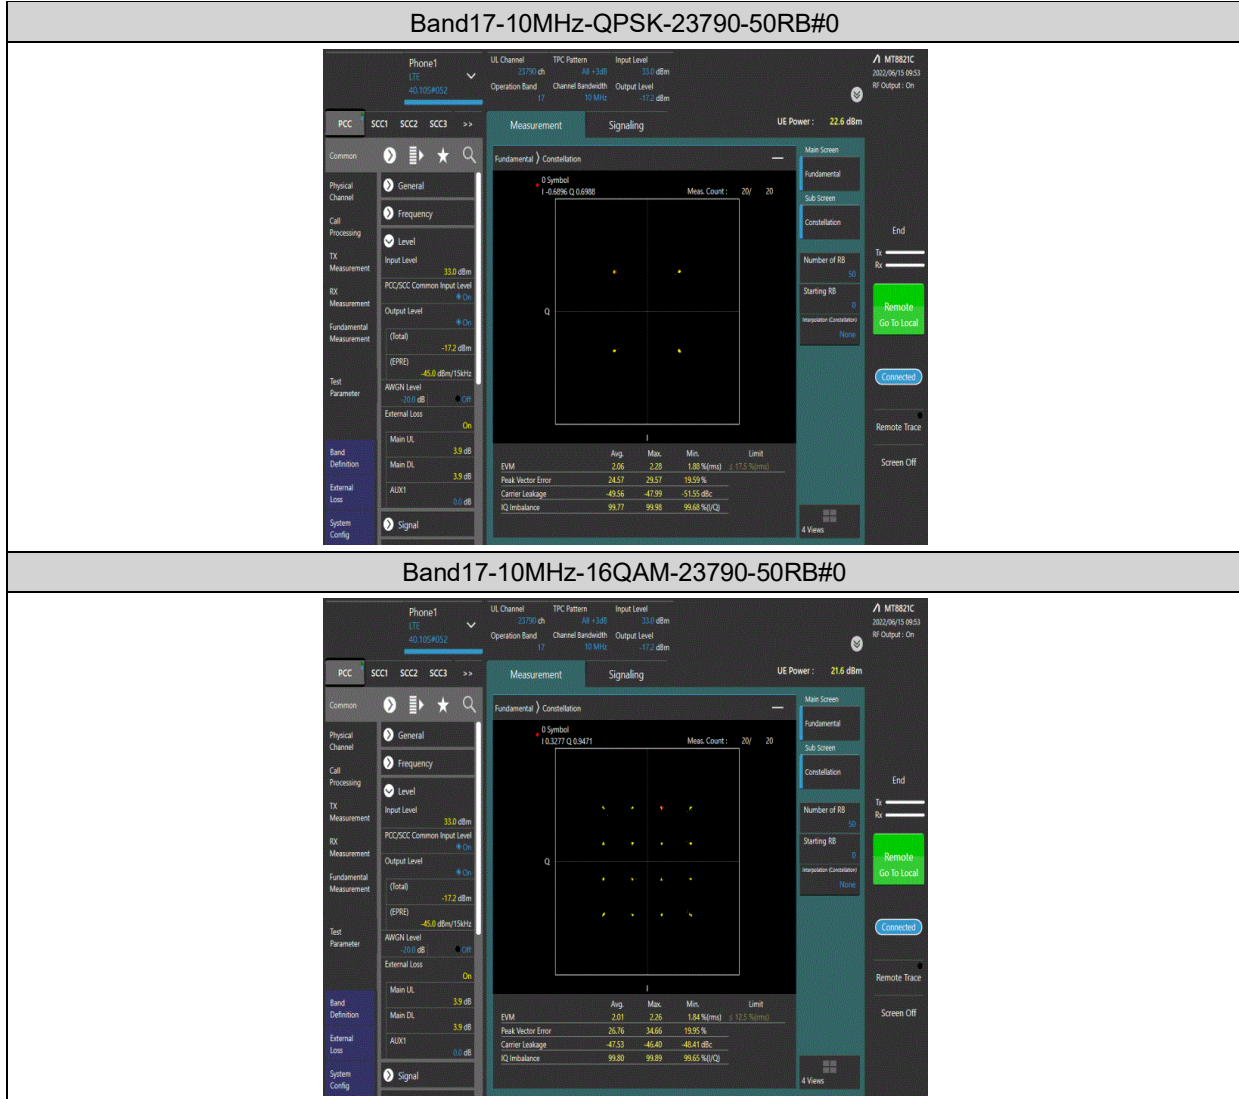 Band17-10MHz-QPSK-23790-50RB#0
Phone1
LTE
40.105#052
UL Channel
23790 ch
TPC Pattern
All +3dB
Input Level
33.0 dBm
Operation Band
17
Channel Bandwidth
10 MHz
Output Level
-17.2 dBm
MT8821C
2022/06/15 09:53
RF Output : On
PCC SCC1 SCC2 SCC3 >>
Measurement
Signaling
UE Power : 22.6 dBm
Common
Physical
Channel
Call
Processing
TX
Measurement
RX
Measurement
Fundamental
Measurement
Test
Parameter
Band
Definition
External
Loss
System
Config
General
Frequency
Level
Input Level
33.0 dBm
PCC/SCC Common Input Level
On
Output Level
On
(Total)
-17.2 dBm
(EPRE)
-45.0 dBm/15kHz
AWGN Level
-20.0 dB Off
External Loss
On
Main UL
3.9 dB
Main DL
3.9 dB
AUX1
0.0 dB
Signal
Fundamental > Constellation
0 Symbol
I -0.6896 Q 0.6988
Meas. Count : 20/ 20
Q
I
Avg. Max. Min. Limit
EVM 2.06 2.28 1.88 %(rms) ≤ 17.5 %(rms)
Peak Vector Error 24.57 29.57 19.59 %
Carrier Leakage -49.56 -47.99 -51.55 dBc
IQ Imbalance 99.77 99.98 99.68 %(I/Q)
Main Screen
Fundamental
Sub Screen
Constellation
Number of RB
50
Starting RB
0
Interpolation (Constellation)
None
4 Views
End
Tx
Rx
Remote
Go To Local
Connected
Remote Trace
Screen Off
Band17-10MHz-16QAM-23790-50RB#0
Phone1
LTE
40.105#052
UL Channel
23790 ch
TPC Pattern
All +3dB
Input Level
33.0 dBm
Operation Band
17
Channel Bandwidth
10 MHz
Output Level
-17.2 dBm
MT8821C
2022/06/15 09:53
RF Output : On
PCC SCC1 SCC2 SCC3 >>
Measurement
Signaling
UE Power : 21.6 dBm
Common
Physical
Channel
Call
Processing
TX
Measurement
RX
Measurement
Fundamental
Measurement
Test
Parameter
Band
Definition
External
Loss
System
Config
General
Frequency
Level
Input Level
33.0 dBm
PCC/SCC Common Input Level
On
Output Level
On
(Total)
-17.2 dBm
(EPRE)
-45.0 dBm/15kHz
AWGN Level
-20.0 dB Off
External Loss
On
Main UL
3.9 dB
Main DL
3.9 dB
AUX1
0.0 dB
Signal
Fundamental > Constellation
0 Symbol
I 0.3277 Q 0.9471
Meas. Count : 20/ 20
Q
I
Avg. Max. Min. Limit
EVM 2.01 2.26 1.84 %(rms) ≤ 12.5 %(rms)
Peak Vector Error 26.76 34.66 19.95 %
Carrier Leakage -47.53 -46.40 -48.41 dBc
IQ Imbalance 99.80 99.89 99.65 %(I/Q)
Main Screen
Fundamental
Sub Screen
Constellation
Number of RB
50
Starting RB
0
Interpolation (Constellation)
None
4 Views
End
Tx
Rx
Remote
Go To Local
Connected
Remote Trace
Screen Off